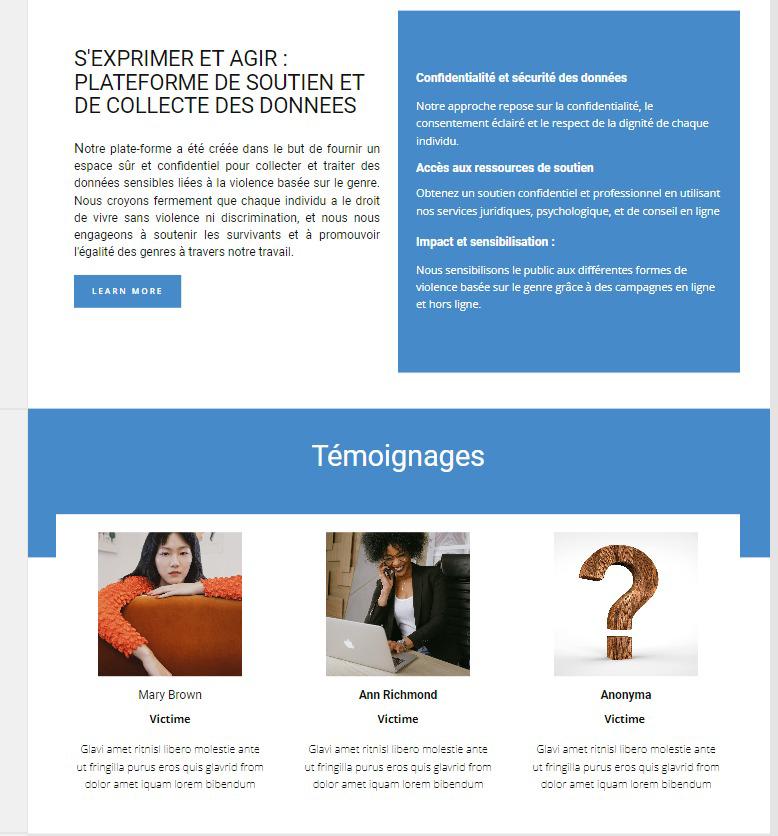 S'EXPRIMER ET AGIR :
PLATEFORME DE SOUTIEN ET
DE COLLECTE DES DONNEES
Notre plate-forme a été créée dans le but de fournir un
espace sûr et confidentiel pour collecter et traiter des
données sensibles liées à la violence basée sur le genre.
Nous croyons fermement que chaque individu a le droit
de vivre sans violence ni discrimination, et nous nous
engageons à soutenir les survivants et à promouvoir
l'égalité des genres à travers notre travail.
LEARN MORE
Confidentialité et sécurité des données
Notre approche repose sur la confidentialité, le
consentement éclairé et le respect de la dignité de chaque
individu.
Accès aux ressources de soutien
Obtenez un soutien confidentiel et professionnel en utilisant
nos services juridiques, psychologique, et de conseil en ligne
Impact et sensibilisation :
Nous sensibilisons le public aux différentes formes de
violence basée sur le genre grâce à des campagnes en ligne
et hors ligne.
Témoignages
Mary Brown
Victime
Glavi amet ritnisl libero molestie ante
ut fringilla purus eros quis glavrid from
dolor amet iquam lorem bibendum
Ann Richmond
Victime
Glavi amet ritnisl libero molestie ante
ut fringilla purus eros quis glavrid from
dolor amet iquam lorem bibendum
Anonyma
Victime
Glavi amet ritnisl libero molestie ante
ut fringilla purus eros quis glavrid from
dolor amet iquam lorem bibendum